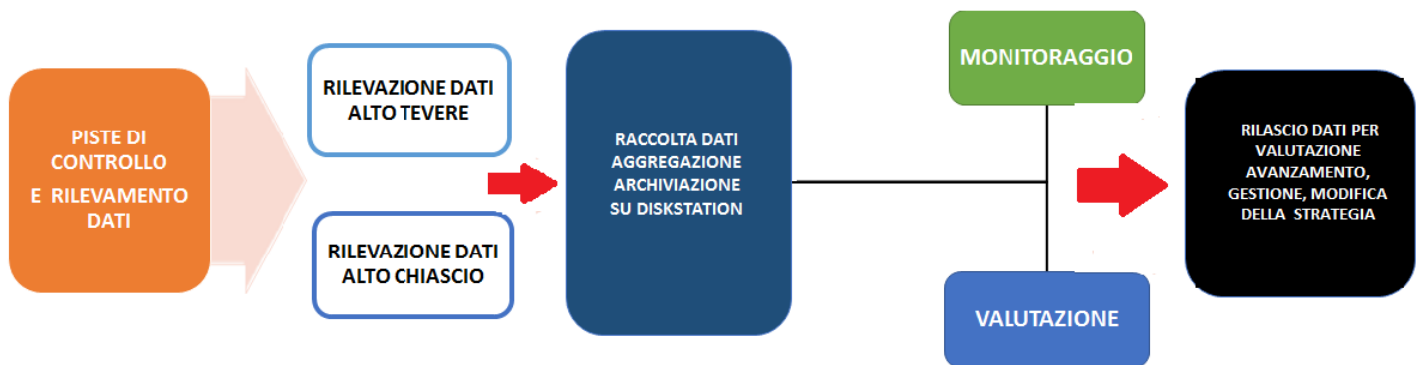 PISTE DI
CONTROLLO
E RILEVAMENTO
DATI
RILEVAZIONE DATI
ALTO TEVERE
RILEVAZIONE DATI
ALTO CHIASCIO
RACCOLTA DATI
AGGREGAZIONE
ARCHIVIAZIONE
SU DISKSTATION
MONITORAGGIO
VALUTAZIONE
RILASCIO DATI PER
VALUTAZIONE
AVANZAMENTO,
GESTIONE, MODIFICA
DELLA STRATEGIA